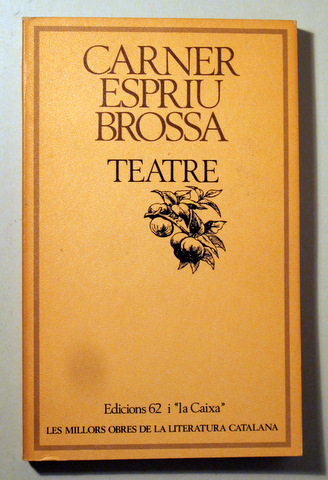 CARNER
ESPRIU
BROSSA
TEATRE
Edicions 62 i "la Caixa"
LES MILLORS OBRES DE LA LITERATURA CATALANA